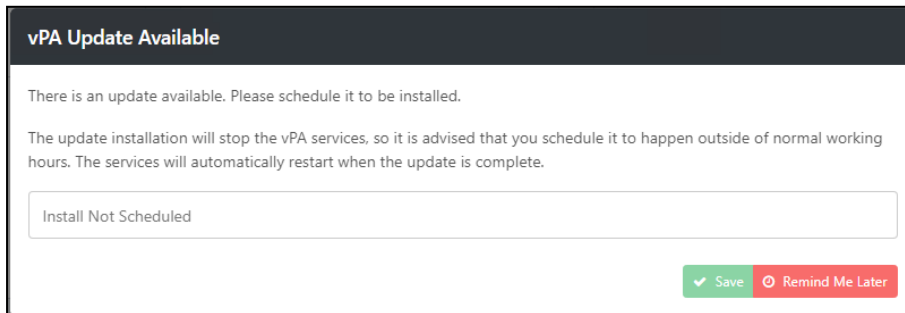 vPA Update Available
There is an update available. Please schedule it to be installed.
The update installation will stop the vPA services, so it is advised that you schedule it to happen outside of normal working
hours. The services will automatically restart when the update is complete.
Install Not Scheduled
Save Remind Me Later